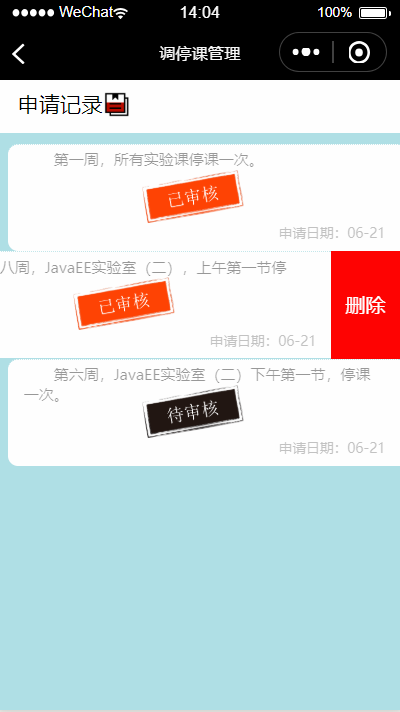 WeChat 14:04 100%
调停课管理
申请记录
第一周，所有实验课停课一次。
已审核
申请日期：06-21
八周，JavaEE实验室（二），上午第一节停
已审核
申请日期：06-21
删除
第六周，JavaEE实验室（二）下午第一节，停课
一次。
待审核
申请日期：06-21